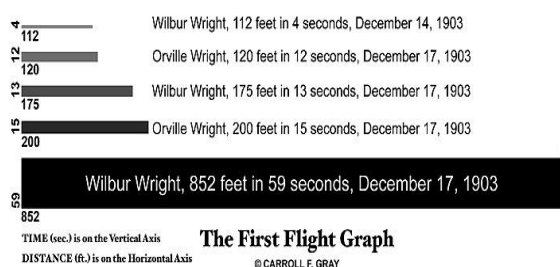 4
112
Wilbur Wright, 112 feet in 4 seconds, December 14, 1903
12
120
Orville Wright, 120 feet in 12 seconds, December 17, 1903
13
175
Wilbur Wright, 175 feet in 13 seconds, December 17, 1903
15
200
Orville Wright, 200 feet in 15 seconds, December 17, 1903
59
852
Wilbur Wright, 852 feet in 59 seconds, December 17, 1903
TIME (sec.) is on the Vertical Axis
DISTANCE (ft.) is on the Horizontal Axis
The First Flight Graph
© CARROLL F. GRAY